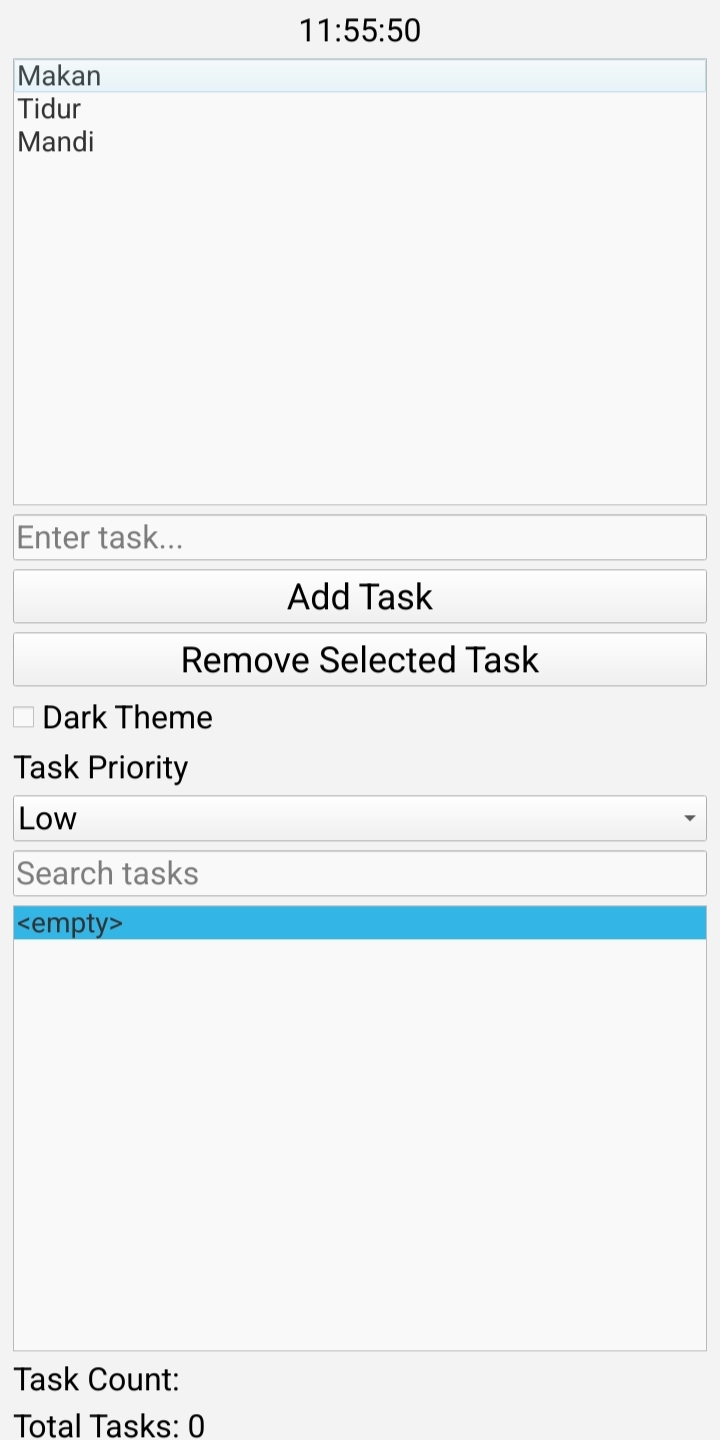 11:55:50
Makan
Tidur
Mandi
Enter task...
Add Task
Remove Selected Task
Dark Theme
Task Priority
Low
Search tasks
<empty>
Task Count:
Total Tasks: 0